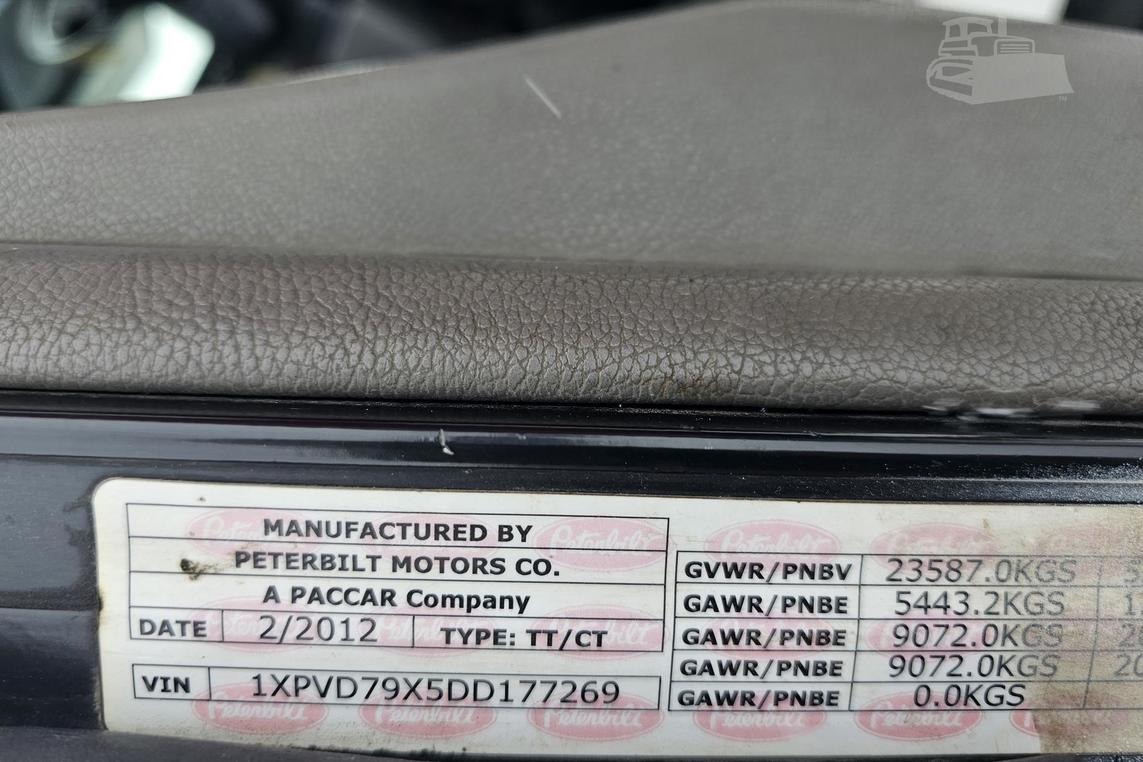 MANUFACTURED BY
PETERBILT MOTORS CO.
A PACCAR Company
DATE 2/2012 TYPE: TT/CT
VIN 1XPVD79X5DD177269
GVWR/PNBV 23587.0KGS
GAWR/PNBE 5443.2KGS
GAWR/PNBE 9072.0KGS
GAWR/PNBE 9072.0KGS 20
GAWR/PNBE 0.0KGS